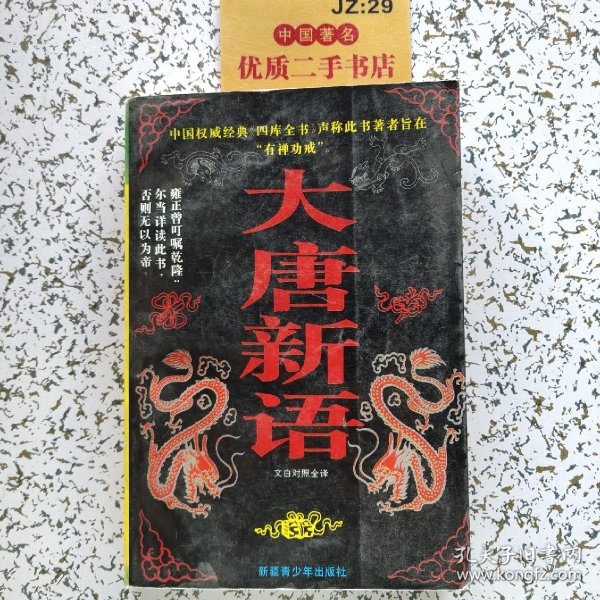 JZ:29
中国著名
优质二手书店
中国权威经典《四库全书》声称此书著者旨在
“有裨劝戒”。
雍正曾叮嘱乾隆：
尔当详读此书，
否则无以为帝。
大唐新语
文白对照全译
新疆青少年出版社
孔夫子旧书网
www.kongfz.com